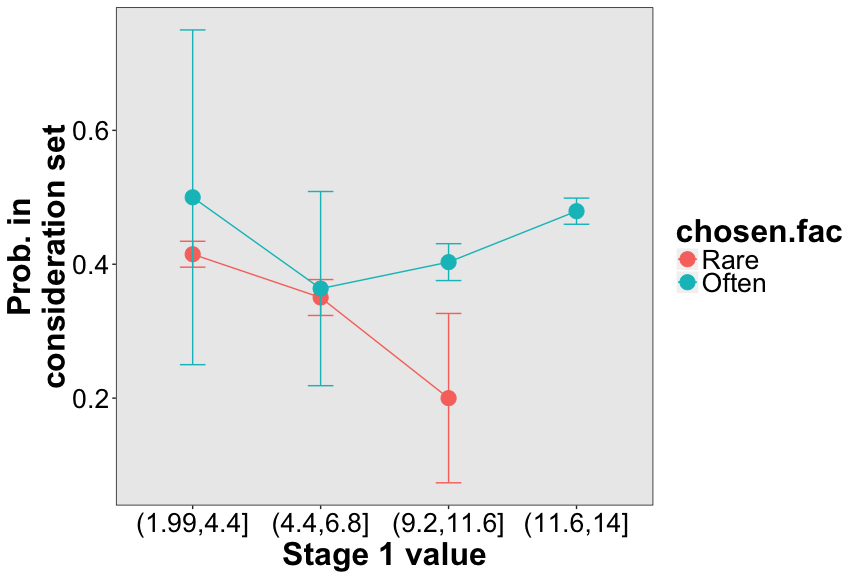 Prob. in
consideration set
0.6
0.4
0.2
(1.99,4.4] (4.4,6.8] (9.2,11.6] (11.6,14]
Stage 1 value
chosen.fac
Rare
Often